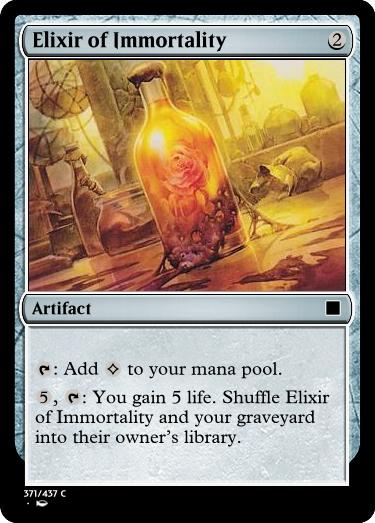 Elixir of Immortality 2
Artifact
: Add to your mana pool.
5, : You gain 5 life. Shuffle Elixir
of Immortality and your graveyard
into their owner's library.
371/437 C